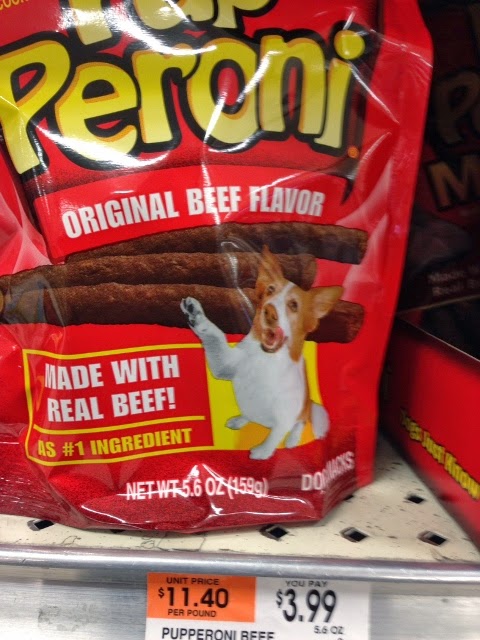 Pup
Peroni
ORIGINAL BEEF FLAVOR
MADE WITH
REAL BEEF!
AS #1 INGREDIENT
NET WT 5.6 OZ (159g)
UNIT PRICE
$11.40
PER POUND
YOU PAY
$3.99
5.6 OZ
PUPPERONI BEEF